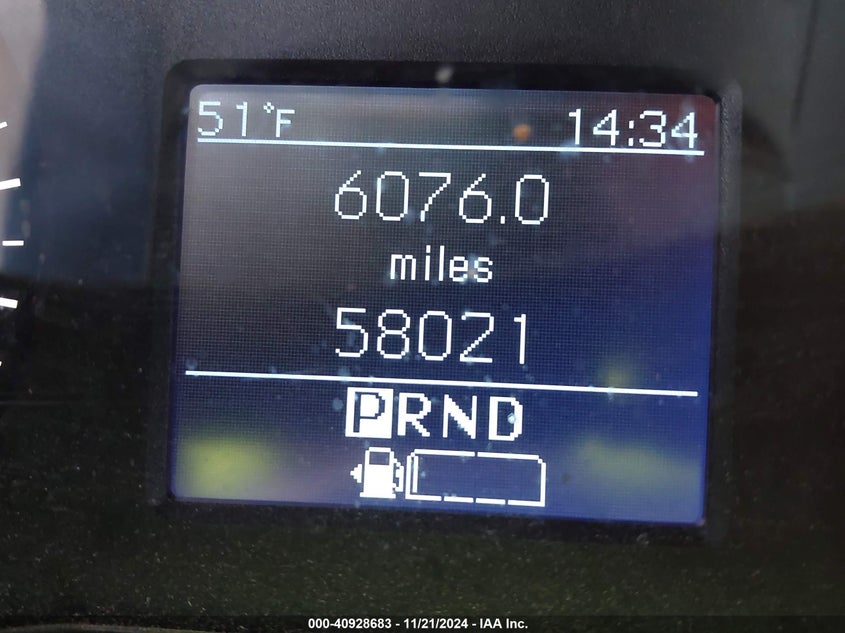 51°F 14:34
6076.0
miles
58021
PRND
000-40928683 - 11/21/2024 - IAA Inc.